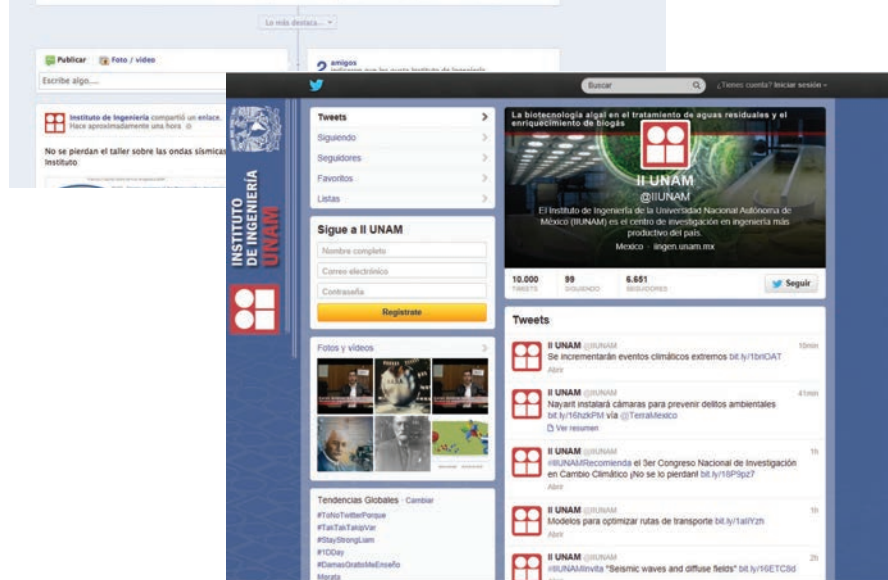 Lo más destaca...
Publicar
Foto / video
Escribe algo....
2 amigos
Instituto de Ingeniería compartió un enlace.
Hace aproximadamente una hora
No se pierdan el taller sobre las ondas sísmicas
Instituto
Buscar
¿Tienes cuenta? Iniciar sesión
INSTITUTO
DE INGENIERÍA
UNAM
Tweets
Siguiendo
Seguidores
Favoritos
Listas
Sigue a II UNAM
Nombre completo
Correo electrónico
Contraseña
Regístrate
Fotos y vídeos
Tendencias Globales · Cambiar
#ToNoTwitterPorque
#TakTakTakipVar
#StayStrongLiam
#1DDay
#DamasGratisMeEnseño
Morata
La biotecnología algal en el tratamiento de aguas residuales y el
enriquecimiento de biogás
II UNAM
@IIUNAM
El Instituto de Ingeniería de la Universidad Nacional Autónoma de
México (IIUNAM) es el centro de investigación en ingeniería más
productivo del país.
Mexico · iingen.unam.mx
10.000 TWEETS
99 SIGUIENDO
6.651 SEGUIDORES
Seguir
Tweets
II UNAM @IIUNAM 10min
Se incrementarán eventos climáticos extremos bit.ly/1briOAT
Abrir
II UNAM @IIUNAM 41min
Nayarit instalará cámaras para prevenir delitos ambientales
bit.ly/16hzkPM vía @TerraMexico
Ver resumen
II UNAM @IIUNAM 1h
#IIUNAMRecomienda el 3er Congreso Nacional de Investigación
en Cambio Climático ¡No se lo pierdan! bit.ly/18P9pz7
Abrir
II UNAM @IIUNAM 1h
Modelos para optimizar rutas de transporte
Abrir
II UNAM @IIUNAM 2h
#IIUNAMInvita "Seismic waves and diffuse fields" bit.ly/16ETC8d